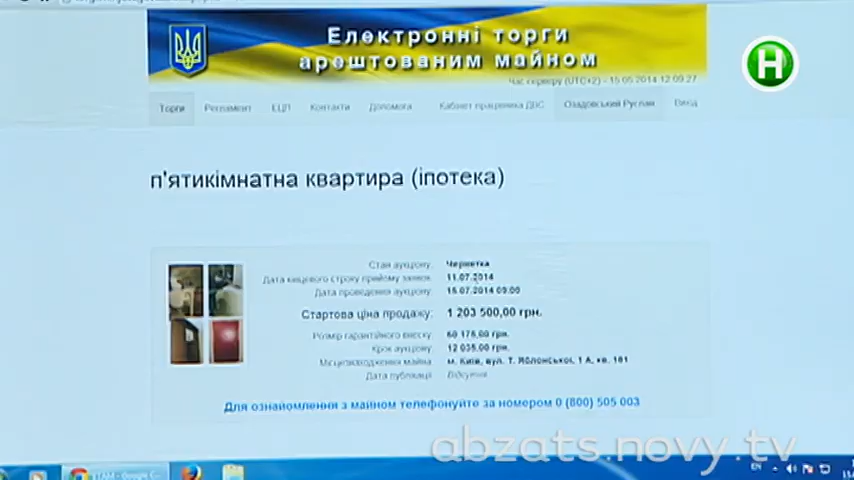 Електронні торги
арештованим майном
Час серверу (UTC+2) - 15.05.2014 12:09:27
Торги Регламент ЕЦП Контакти Допомога Кабінет працівника ДВС Озадовський Руслан Вихід
п'ятикімнатна квартира (іпотека)
Стан аукціону: Чернетка
Дата кінцевого строку прийому заявок: 11.07.2014
Дата проведення аукціону: 15.07.2014 09:00
Стартова ціна продажу: 1 203 500,00 грн.
Розмір гарантійного внеску: 60 175,00 грн.
Крок аукціону: 12 035,00 грн.
Місцезнаходження майна: м. Київ, вул. Т. Яблонської, 1 А, кв. 181
Дата публікації: Відсутня
Для ознайомлення з майном телефонуйте за номером 0 (800) 505 003
abzats.novy.tv
EN
Н